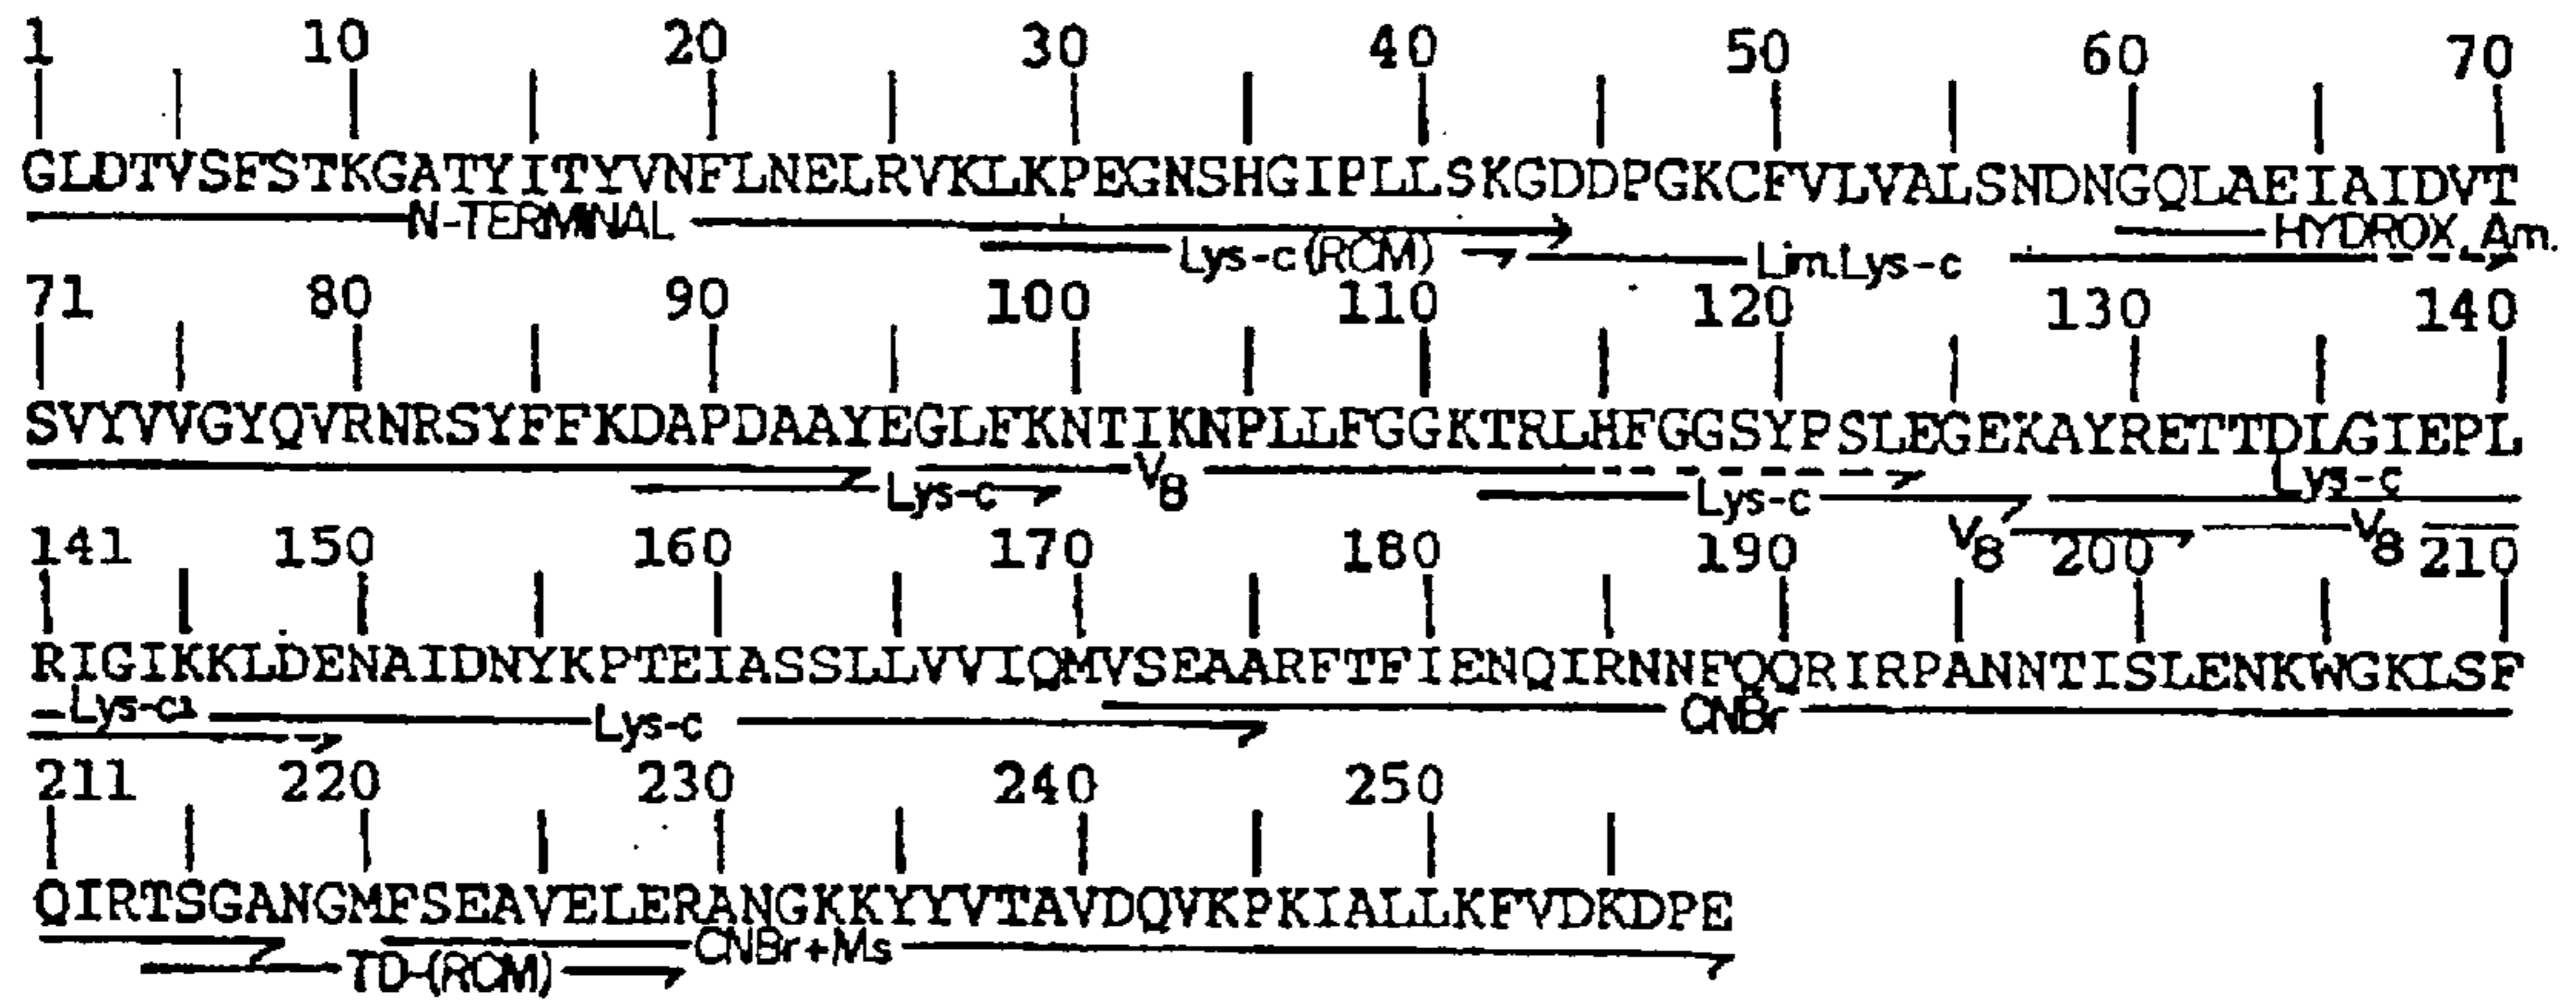 1 10 20 30 40 50 60 70
GLDTVSFSTKGATYITYVNFLNELRVKLKPEGNSHGIPLLSKGDDPGKCFVLVALSNDNGQLAEIAIDVT
N-TERMINAL HYDROX. Am.
Lys-c (RCM) Lim.Lys-c
71 80 90 100 110 120 130 140
SVYVVGYQVRNRSYFFKDAPDAAYEGLFKNTIKNPLLFGGKTRLHFGGSYPSLEGEKAYRETTDLGIEPL
Lys-c V8 Lys-c Lys-c
V8 V8
141 150 160 170 180 190 200 210
RIGIKKLDENAIDNYKPTEIASSLLVVIQMVSEAARFTFIENQIRNNFQQRIRPANNTISLENKWGKLSF
Lys-c Lys-c CNBr
211 220 230 240 250
QIRTSGANGMFSEAVELERANGKKYYVTAVDQVKPKIALLKFVDKDPE
CNBr+Ms
TD-(RCM)